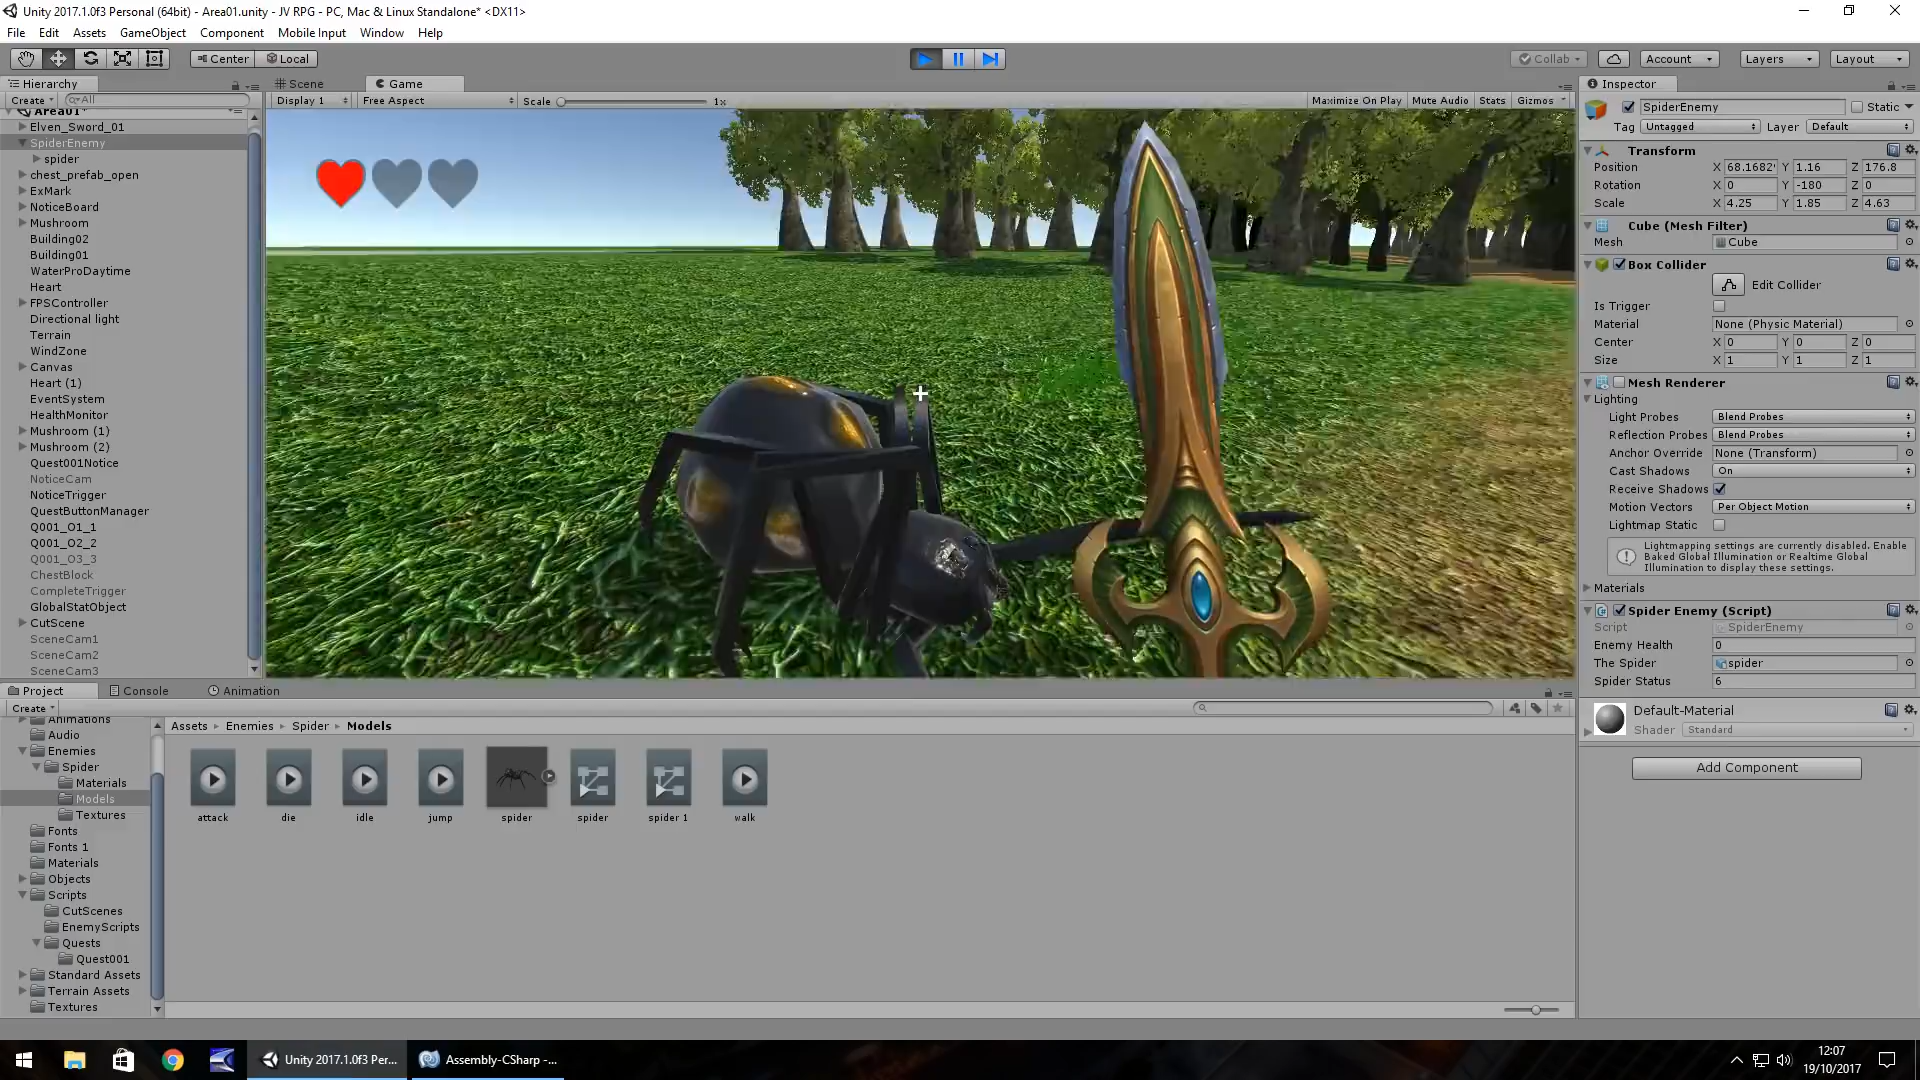 Unity 2017.1.0f3 Personal (64bit) - Area01.unity - JV RPG - PC, Mac & Linux Standalone* <DX11>
File Edit Assets GameObject Component Mobile Input Window Help
Center Local Collab Account Layers Layout
Hierarchy Scene Game Inspector
Create All Display 1 Free Aspect Scale 1x Maximize On Play Mute Audio Stats Gizmos
Area01*
Elven_Sword_01
SpiderEnemy
spider
chest_prefab_open
ExMark
NoticeBoard
Mushroom
Building02
Building01
WaterProDaytime
Heart
FPSController
Directional light
Terrain
WindZone
Canvas
Heart (1)
EventSystem
HealthMonitor
Mushroom (1)
Mushroom (2)
Quest001Notice
NoticeCam
NoticeTrigger
QuestButtonManager
Q001_O1_1
Q001_O2_2
Q001_O3_3
ChestBlock
CompleteTrigger
GlobalStatObject
CutScene
SceneCam1
SceneCam2
SceneCam3
SpiderEnemy Static
Tag Untagged Layer Default
Transform
Position X 68.1682 Y 1.16 Z 176.8
Rotation X 0 Y -180 Z 0
Scale X 4.25 Y 1.85 Z 4.63
Cube (Mesh Filter)
Mesh Cube
Box Collider
Edit Collider
Is Trigger
Material None (Physic Material)
Center X 0 Y 0 Z 0
Size X 1 Y 1 Z 1
Mesh Renderer
Lighting
Light Probes Blend Probes
Reflection Probes Blend Probes
Anchor Override None (Transform)
Cast Shadows On
Receive Shadows
Motion Vectors Per Object Motion
Lightmap Static
Lightmapping settings are currently disabled. Enable
Baked Global Illumination or Realtime Global
Illumination to display these settings.
Materials
Spider Enemy (Script)
Script SpiderEnemy
Enemy Health 0
The Spider spider
Spider Status 6
Default-Material
Shader Standard
Add Component
Project Console Animation
Create
Animations
Audio
Enemies
Spider
Materials
Models
Textures
Fonts
Fonts 1
Materials
Objects
Scripts
CutScenes
EnemyScripts
Quests
Quest001
Standard Assets
Terrain Assets
Textures
Assets Enemies Spider Models
attack die idle jump spider spider spider 1 walk
Unity 2017.1.0f3 Per... Assembly-CSharp -...
12:07
19/10/2017